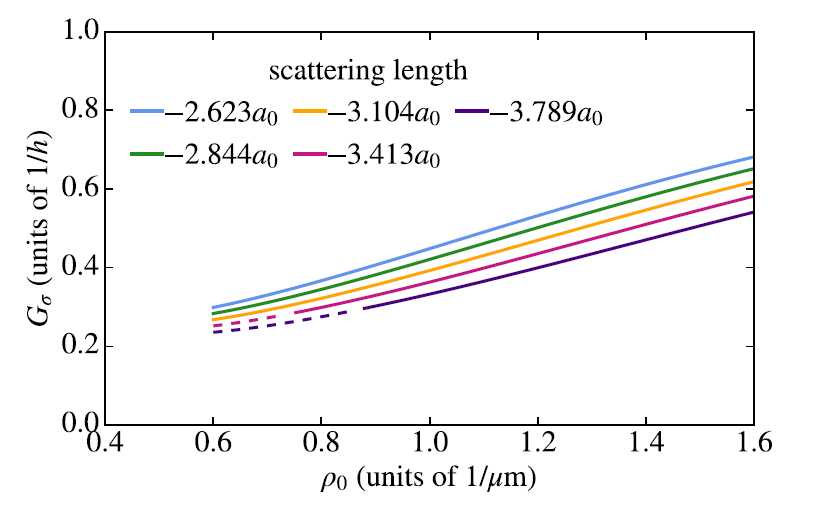 1.0
0.8
0.6
0.4
0.2
0.0
G_σ (units of 1/h)
scattering length
−2.623a₀ −3.104a₀ −3.789a₀
−2.844a₀ −3.413a₀
0.4 0.6 0.8 1.0 1.2 1.4 1.6
ρ₀ (units of 1/μm)